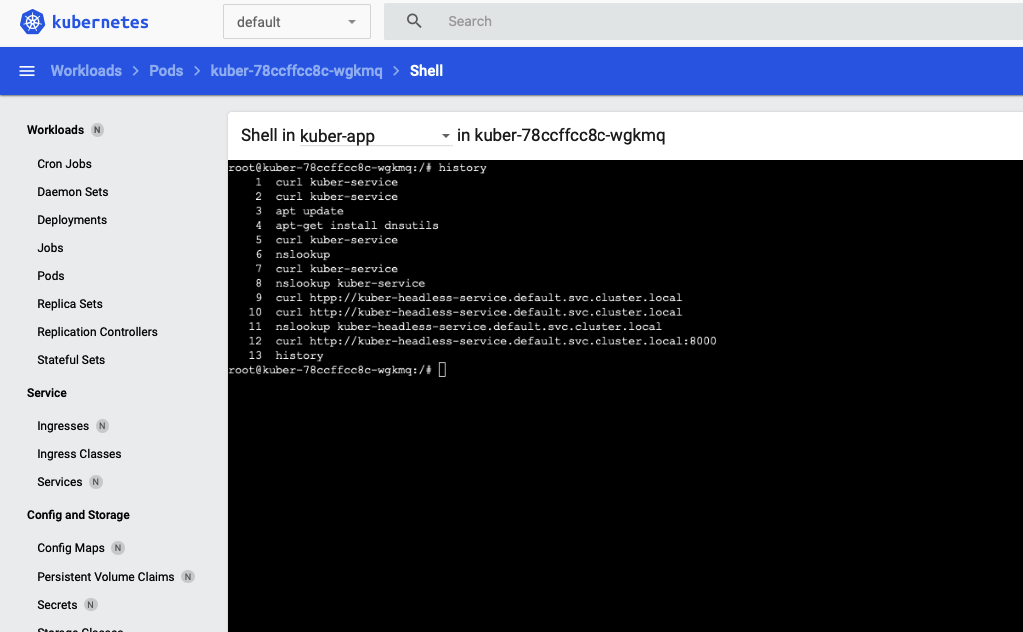 kubernetes
default
Search
Workloads > Pods > kuber-78ccffcc8c-wgkmq > Shell
Workloads N
Cron Jobs
Daemon Sets
Deployments
Jobs
Pods
Replica Sets
Replication Controllers
Stateful Sets
Service
Ingresses N
Ingress Classes
Services N
Config and Storage
Config Maps N
Persistent Volume Claims N
Secrets N
Storage Classes
Shell in kuber-app in kuber-78ccffcc8c-wgkmq
root@kuber-78ccffcc8c-wgkmq:/# history
1 curl kuber-service
2 curl kuber-service
3 apt update
4 apt-get install dnsutils
5 curl kuber-service
6 nslookup
7 curl kuber-service
8 nslookup kuber-service
9 curl htpp://kuber-headless-service.default.svc.cluster.local
10 curl http://kuber-headless-service.default.svc.cluster.local
11 nslookup kuber-headless-service.default.svc.cluster.local
12 curl http://kuber-headless-service.default.svc.cluster.local:8000
13 history
root@kuber-78ccffcc8c-wgkmq:/#